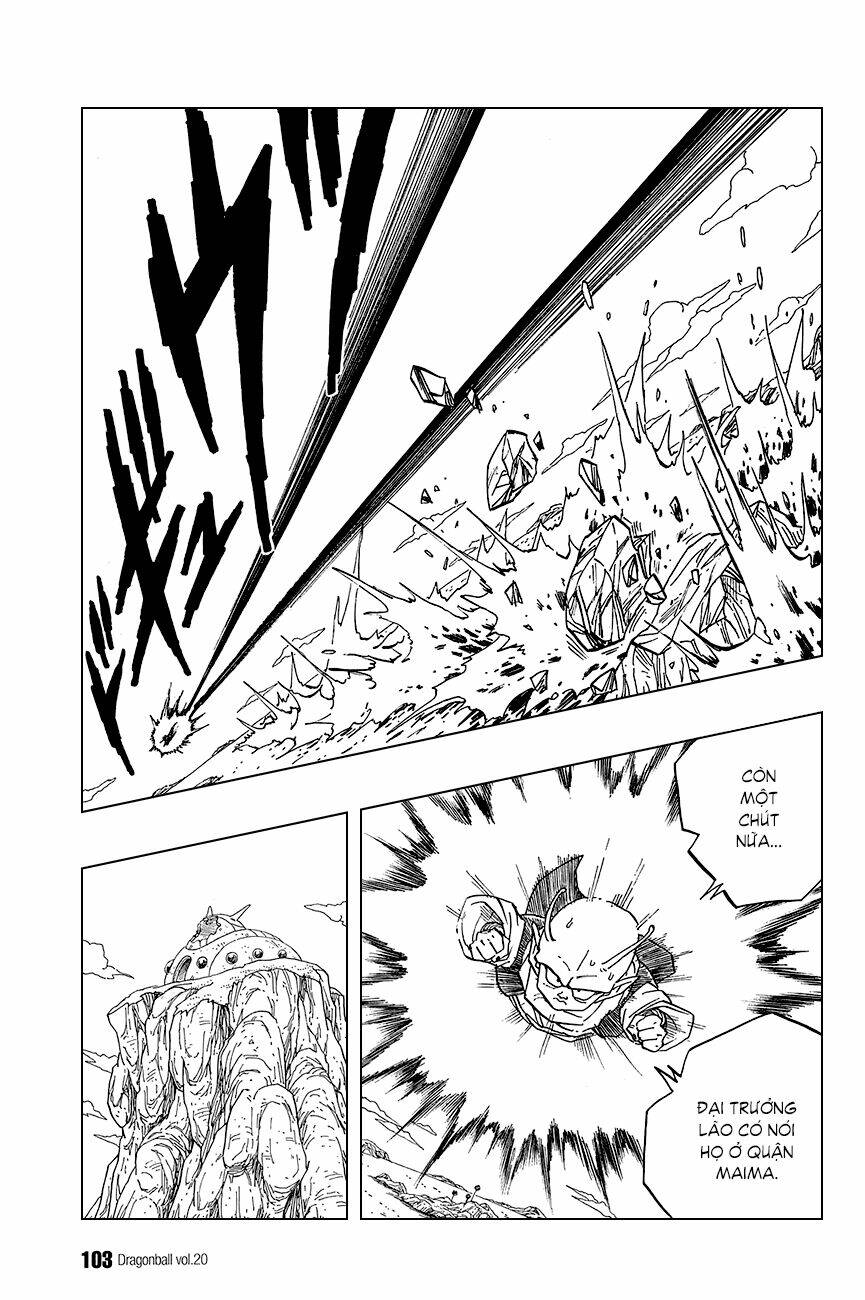 CÒN
MỘT
CHÚT
NỮA...
ĐẠI TRƯỞNG
LÃO CÓ NÓI
HỌ Ở QUẬN
MAIMA.
103 Dragonball vol.20